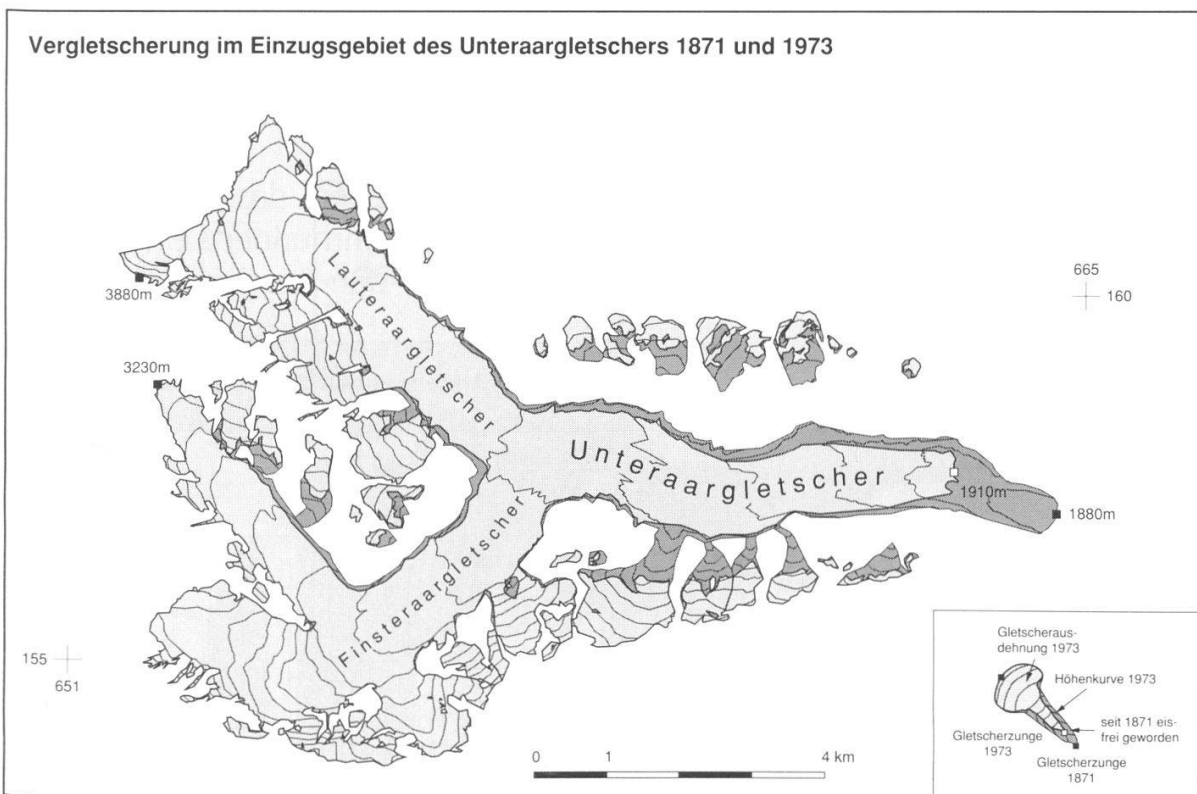 Vergletscherung im Einzugsgebiet des Unteraargletschers 1871 und 1973
3880m
3230m
Lauteraargletscher
665
160
Unteraargletscher
1910m
1880m
Finsteraargletscher
155
651
0 1 4 km
Gletscheraus-
dehnung 1973
Höhenkurve 1973
seit 1871 eis-
frei geworden
Gletscherzunge
1973
Gletscherzunge
1871